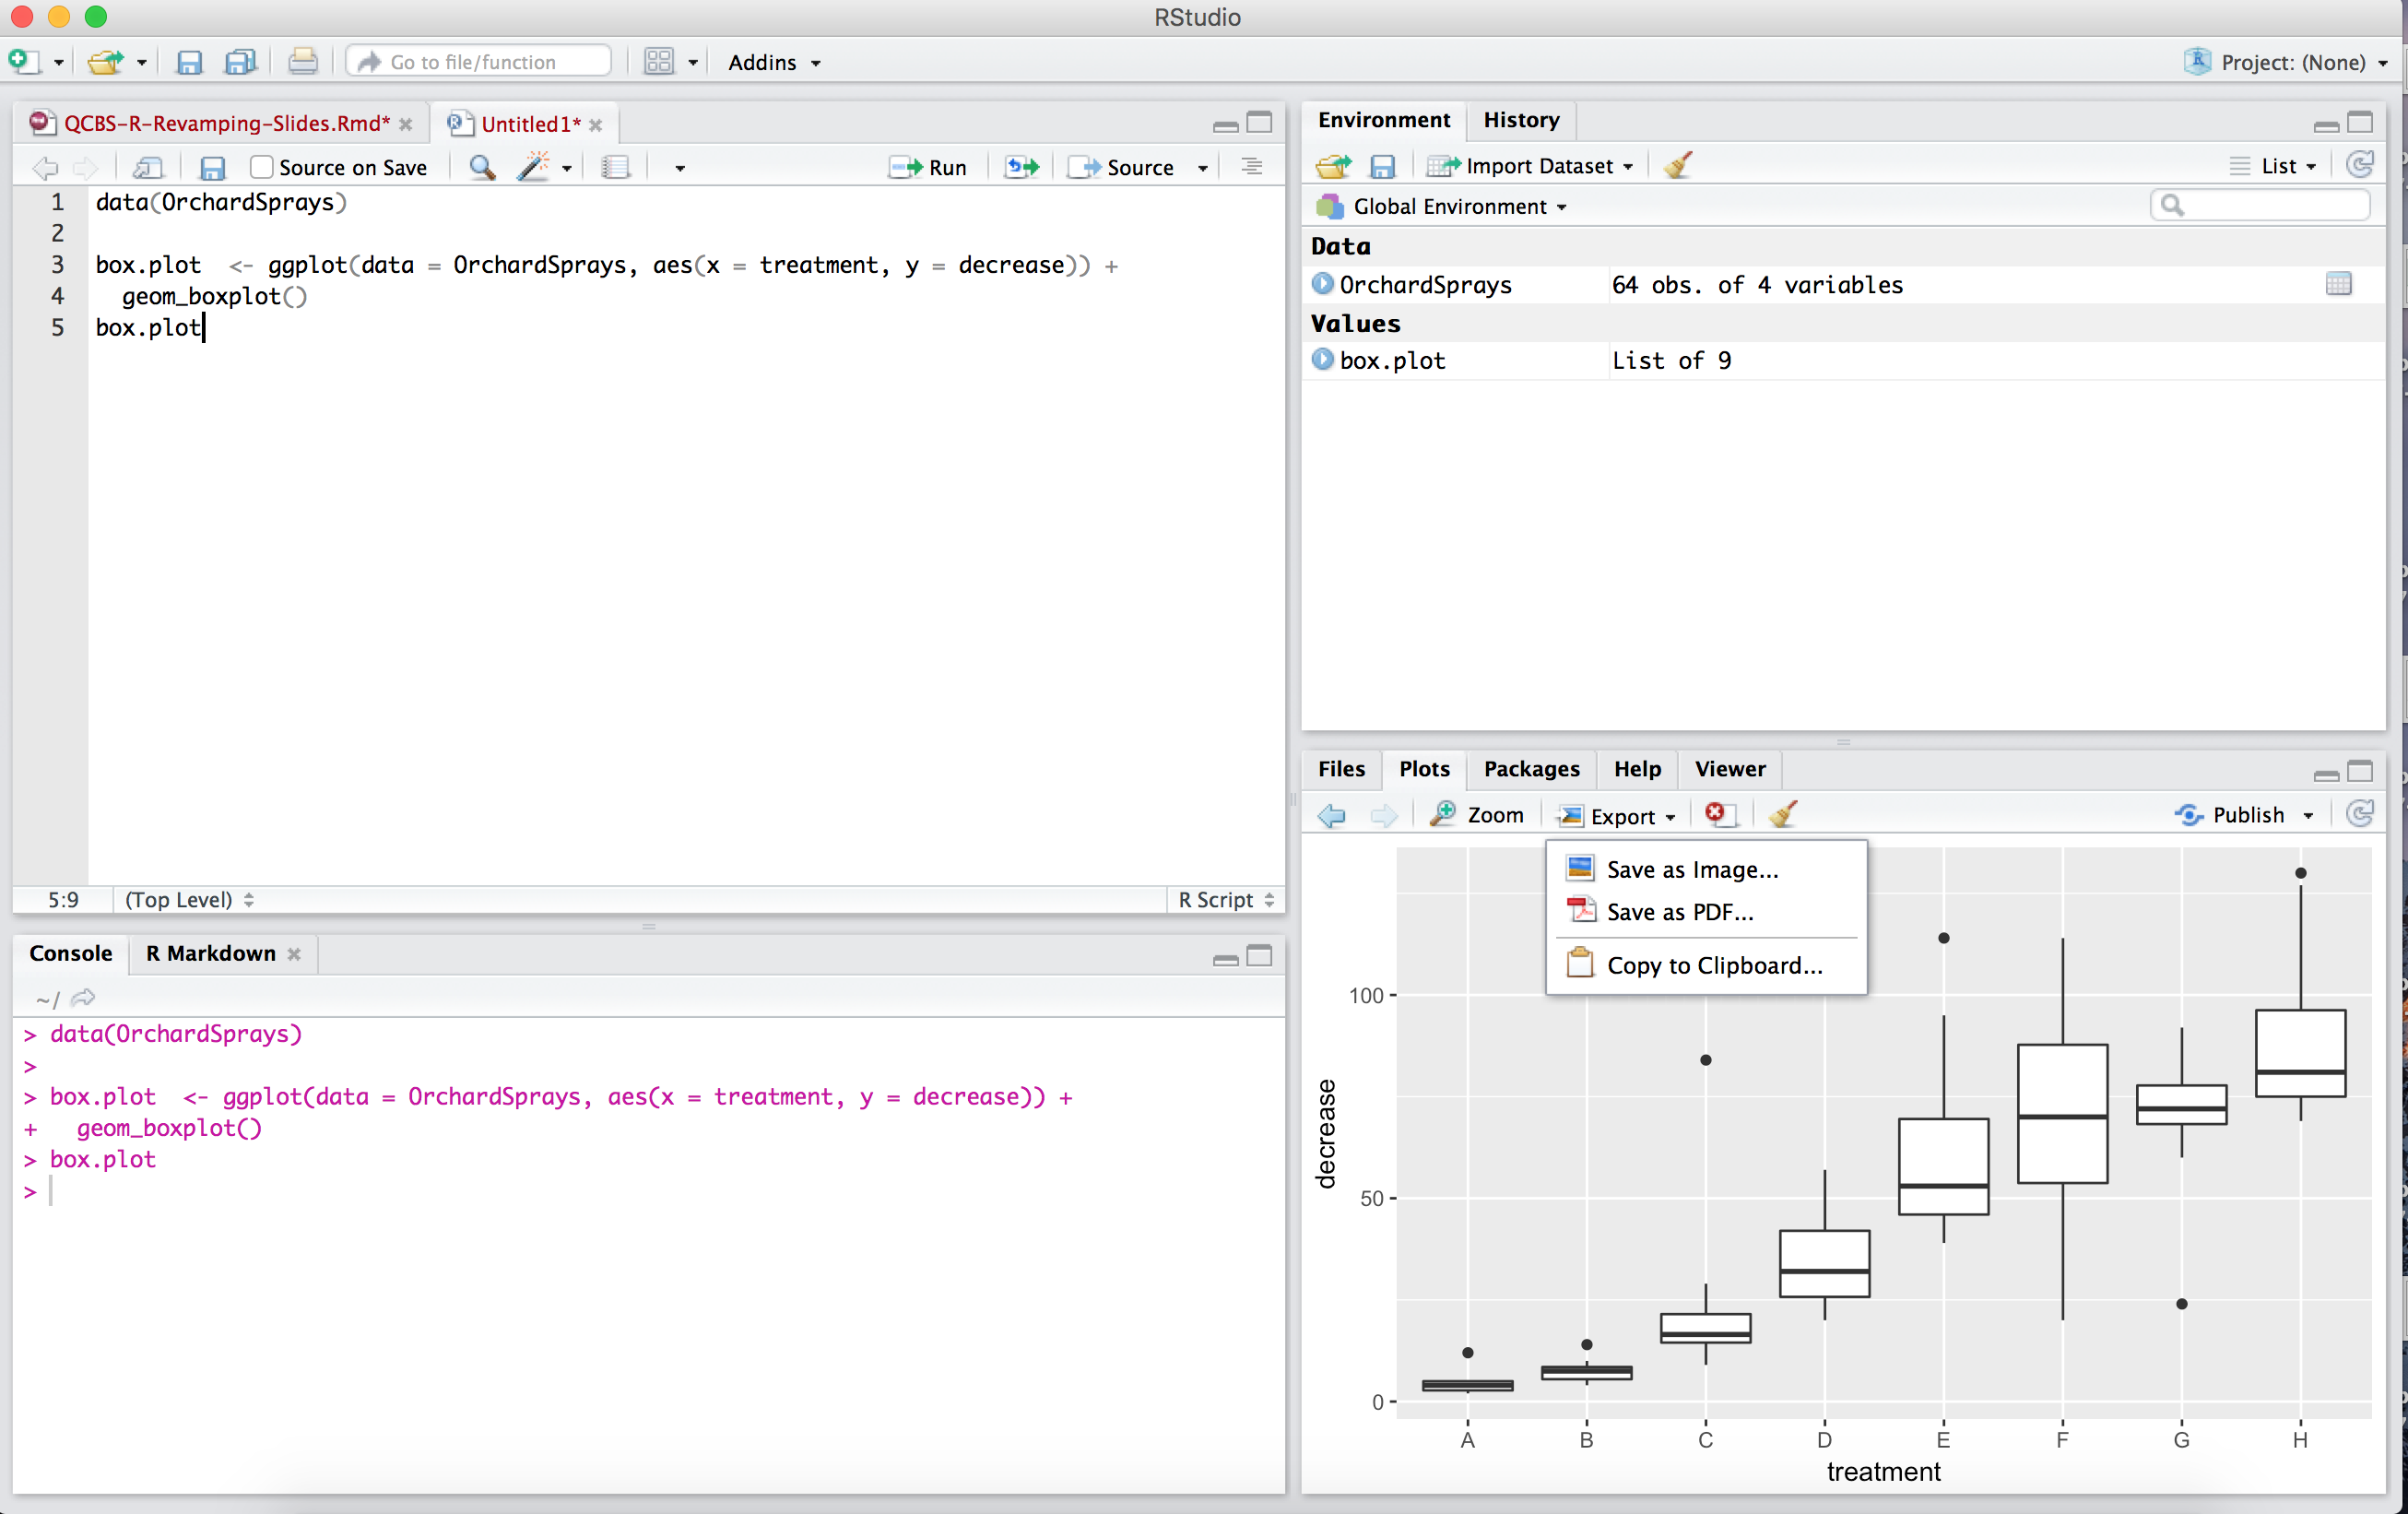 RStudio
Go to file/function
Addins
Project: (None)
QCBS-R-Revamping-Slides.Rmd*
Untitled1*
Source on Save
Run
Source
1 data(OrchardSprays)
2
3 box.plot  <- ggplot(data = OrchardSprays, aes(x = treatment, y = decrease)) +
4   geom_boxplot()
5 box.plot
5:9
(Top Level)
R Script
Console
R Markdown
~/
> data(OrchardSprays)
>
> box.plot  <- ggplot(data = OrchardSprays, aes(x = treatment, y = decrease)) +
+   geom_boxplot()
> box.plot
>
Environment
History
Import Dataset
List
Global Environment
Data
OrchardSprays 64 obs. of 4 variables
Values
box.plot List of 9
Files
Plots
Packages
Help
Viewer
Zoom
Export
Publish
Save as Image...
Save as PDF...
Copy to Clipboard...
decrease
100
50
0
A B C D E F G H
treatment